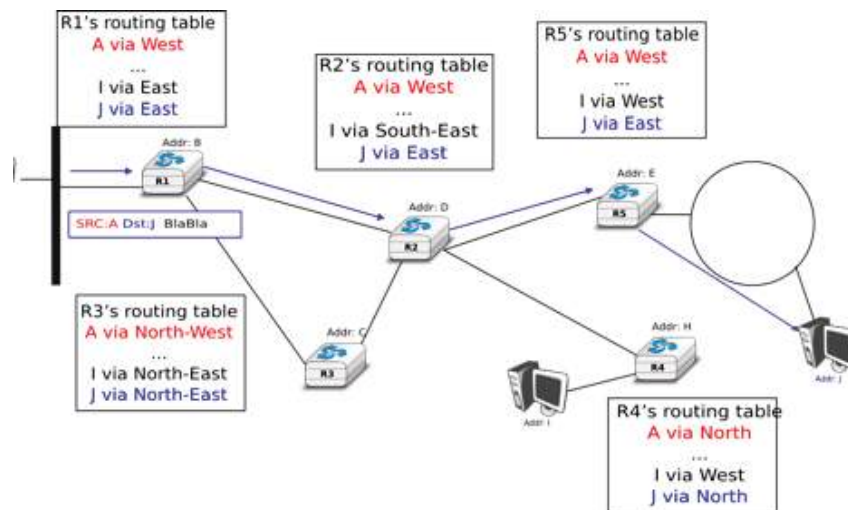 R1's routing table
A via West
...
I via East
J via East
R2's routing table
A via West
...
I via South-East
J via East
R5's routing table
A via West
...
I via West
J via East
Addr: B
R1
SRC:A Dst:J BlaBla
Addr: D
R2
Addr: E
R5
R3's routing table
A via North-West
...
I via North-East
J via North-East
Addr: C
R3
Addr: H
R4
Addr: I
Addr: J
R4's routing table
A via North
...
I via West
J via North